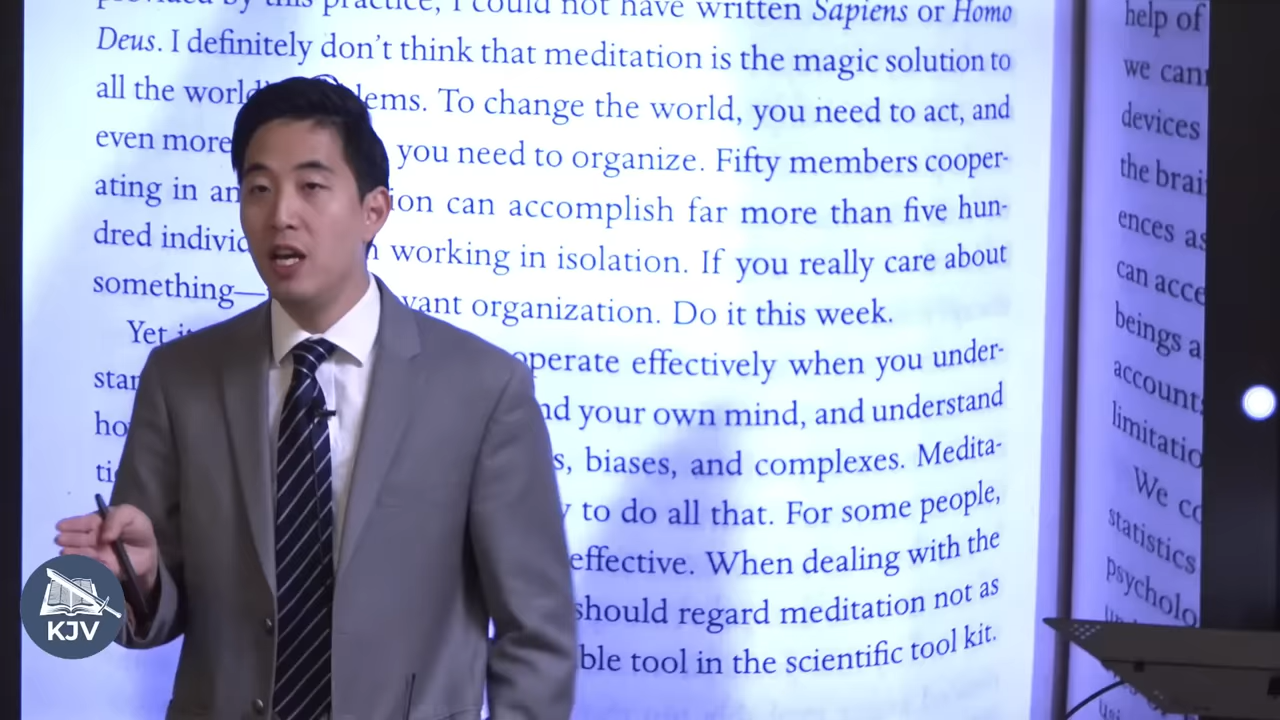 provided by this practice, I could not have written Sapiens or Homo
Deus. I definitely don't think that meditation is the magic solution to
all the world' lems. To change the world, you need to act, and
even more you need to organize. Fifty members cooper-
ating in an ion can accomplish far more than five hun-
dred indivi working in isolation. If you really care about
something— vant organization. Do it this week.
Yet i operate effectively when you under-
stan nd your own mind, and understand
ho s, biases, and complexes. Medita-
ti y to do all that. For some people,
effective. When dealing with the
should regard meditation not as
ble tool in the scientific tool kit.
help of
we can
devices
the brai
ences as
can acce
beings a
account
limitatio
We co
statistics
psycholo
KJV